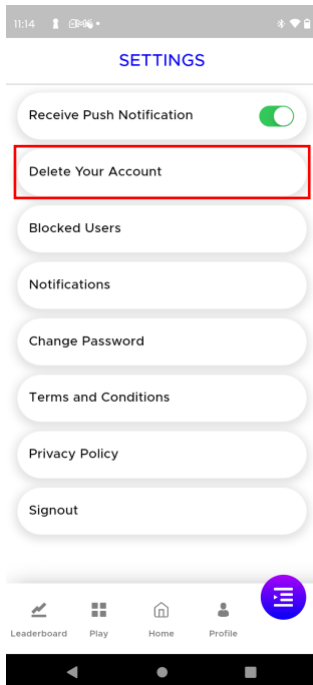 11:14
SETTINGS
Receive Push Notification
Delete Your Account
Blocked Users
Notifications
Change Password
Terms and Conditions
Privacy Policy
Signout
Leaderboard Play Home Profile